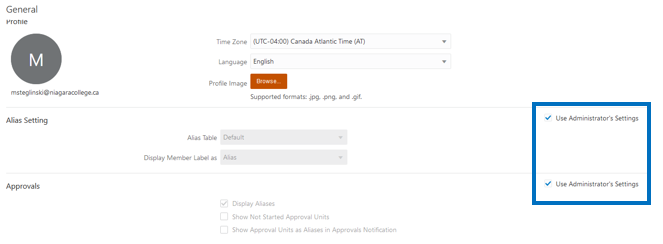 General
Profile
M
msteglinski@niagaracollege.ca
Time Zone (UTC-04:00) Canada Atlantic Time (AT)
Language English
Profile Image Browse...
Supported formats: .jpg, .png, and .gif.
Alias Setting Use Administrator's Settings
Alias Table Default
Display Member Label as Alias
Approvals Use Administrator's Settings
Display Aliases
Show Not Started Approval Units
Show Approval Units as Aliases in Approvals Notification